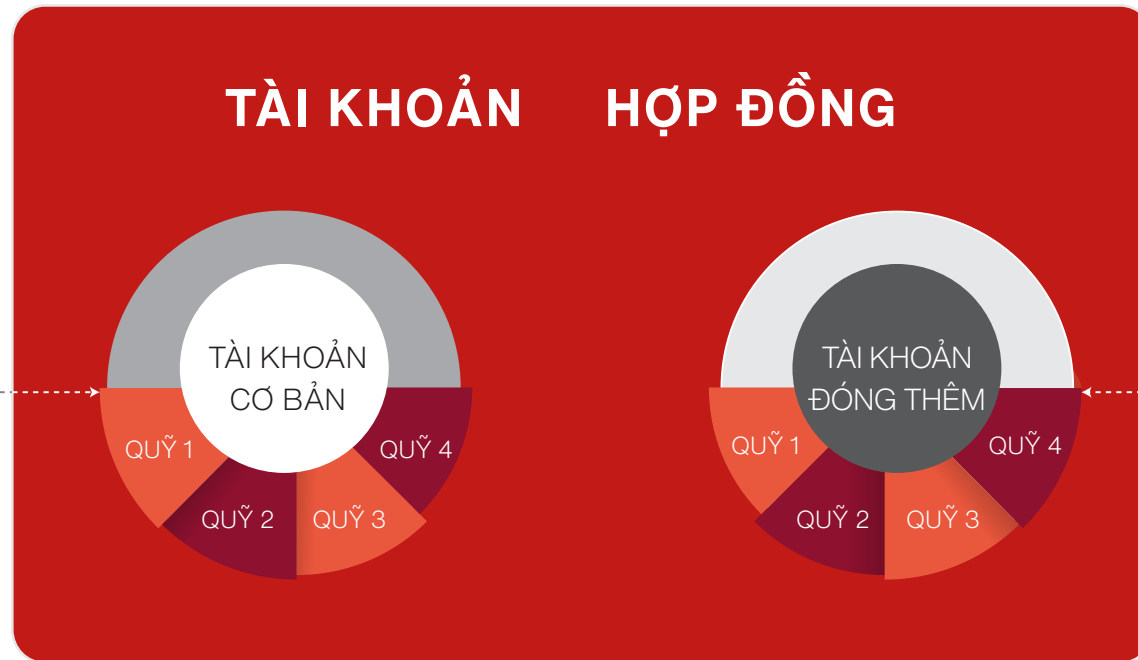 TÀI KHOẢN HỢP ĐỒNG
TÀI KHOẢN
CƠ BẢN
QUỸ 1
QUỸ 2
QUỸ 3
QUỸ 4
TÀI KHOẢN
ĐÓNG THÊM
QUỸ 1
QUỸ 2
QUỸ 3
QUỸ 4